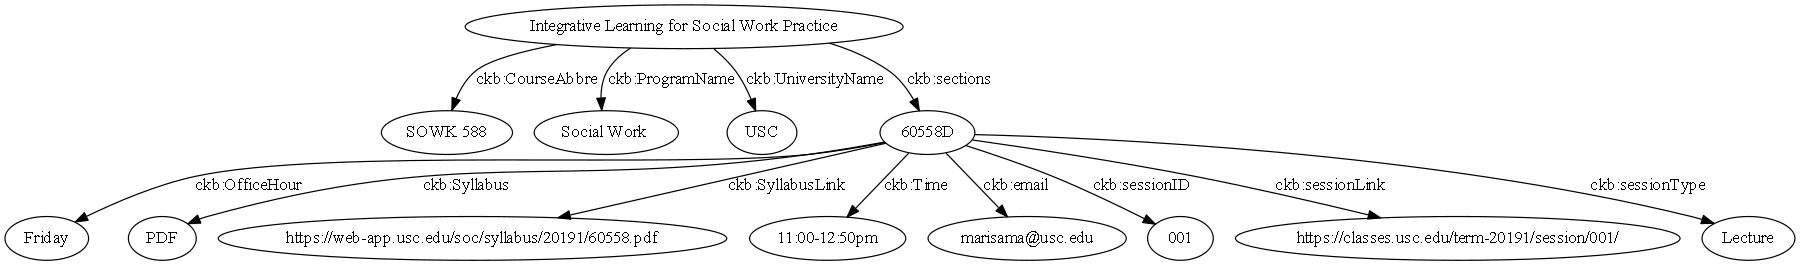 Integrative Learning for Social Work Practice
ckb:CourseAbbre
ckb:ProgramName
ckb:UniversityName
ckb:sections
SOWK 588
Social Work
USC
60558D
ckb:OfficeHour
ckb:Syllabus
ckb:SyllabusLink
ckb:Time
ckb:email
ckb:sessionID
ckb:sessionLink
ckb:sessionType
Friday
PDF
https://web-app.usc.edu/soc/syllabus/20191/60558.pdf
11:00-12:50pm
marisama@usc.edu
001
https://classes.usc.edu/term-20191/session/001/
Lecture